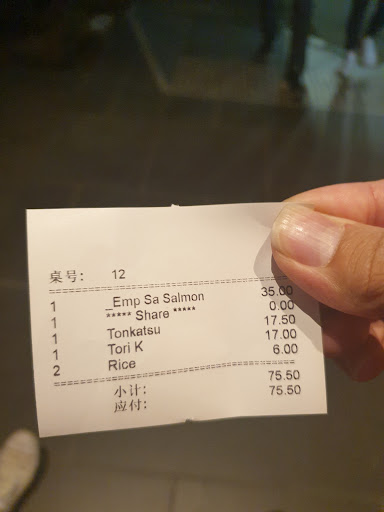 桌号: 12
1 _Emp Sa Salmon 35.00
1 ***** Share ***** 0.00
1 Tonkatsu 17.50
1 Tori K 17.00
2 Rice 6.00
小计: 75.50
应付: 75.50